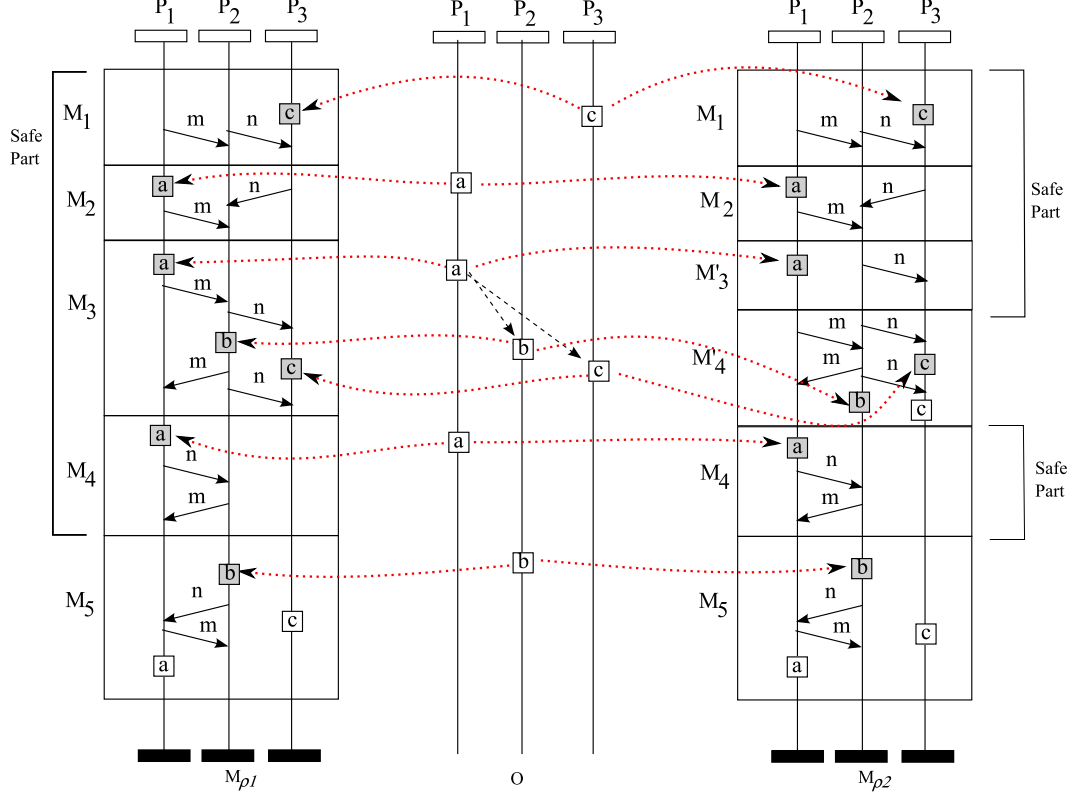 P1 P2 P3 P1 P2 P3 P1 P2 P3
M1 c c M1 c
Safe
Part
m n m n
M2 a n a M2 a n
m m
Safe
Part
M3 a a M'3 a n
m n
b b M'4 m n
m c c m c
n n
b c
M4 a a M4 a
n n
m m
Safe
Part
M5 b b M5 b
n n
c c
m m
a a
Mρ1 O Mρ2